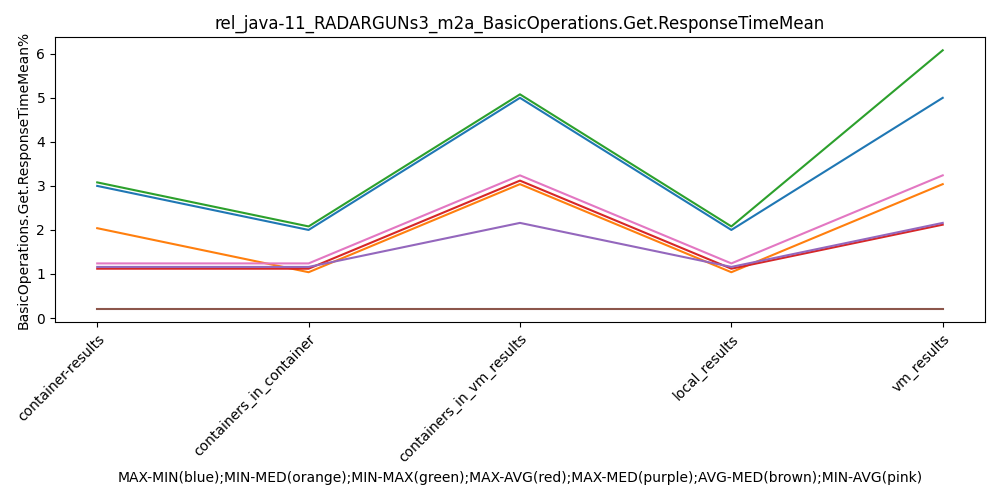 rel_java-11_RADARGUNs3_m2a_BasicOperations.Get.ResponseTimeMean
BasicOperations.Get.ResponseTimeMean%
6
5
4
3
2
1
0
container-results
containers_in_container
containers_in_vm_results
local_results
vm_results
MAX-MIN(blue);MIN-MED(orange);MIN-MAX(green);MAX-AVG(red);MAX-MED(purple);AVG-MED(brown);MIN-AVG(pink)